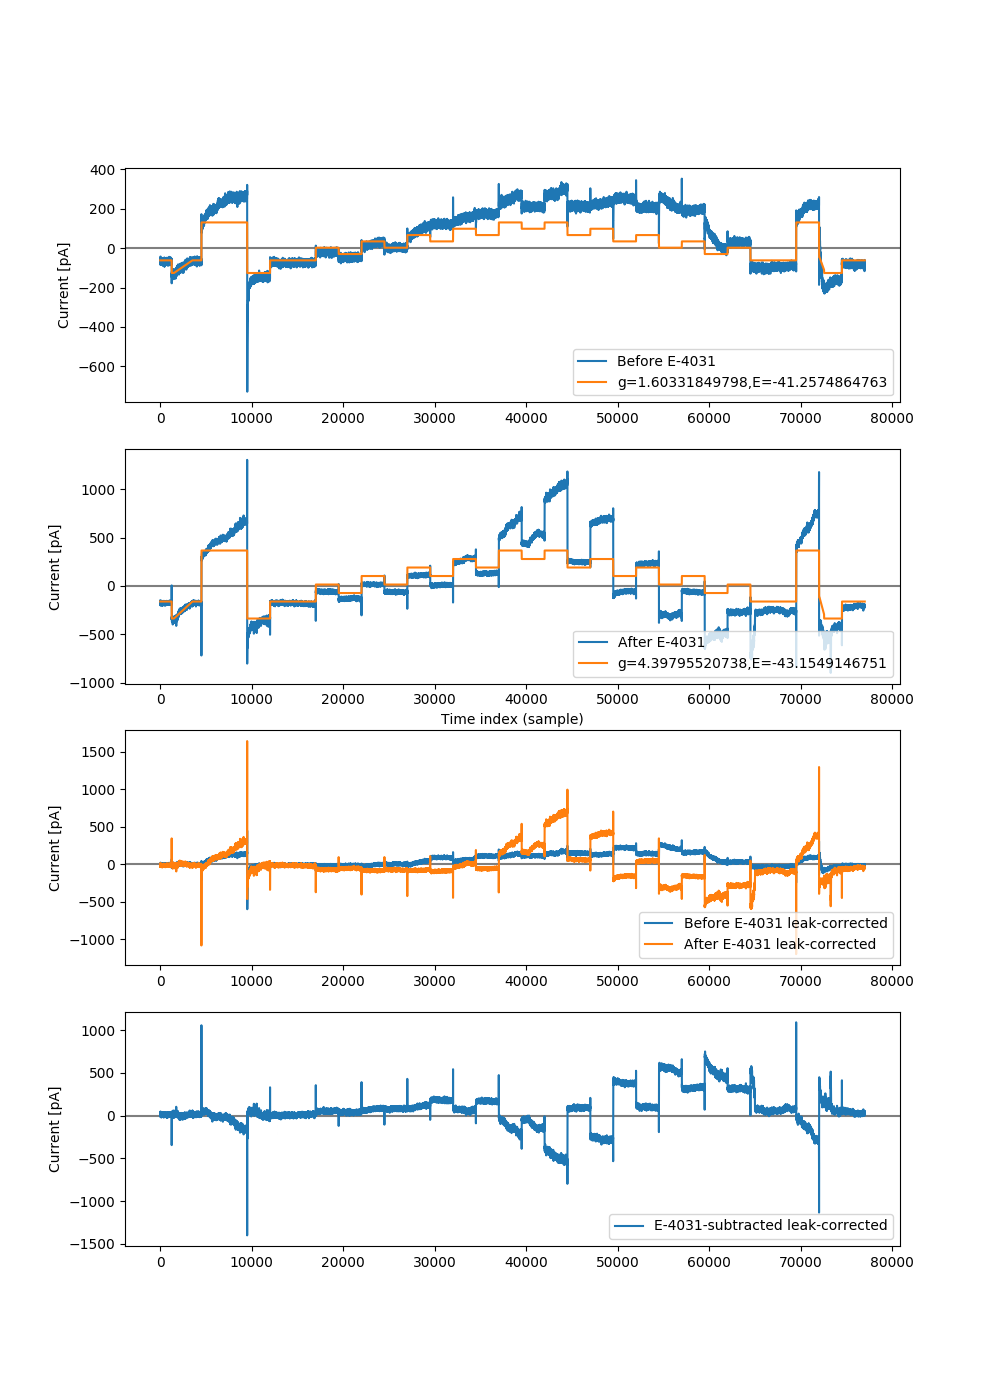 400
200
0
−200
−400
−600
Current [pA]
Before E-4031
g=1.60331849798,E=-41.2574864763
0 10000 20000 30000 40000 50000 60000 70000 80000
1000
500
0
−500
−1000
Current [pA]
After E-4031
g=4.39795520738,E=-43.1549146751
0 10000 20000 30000 40000 50000 60000 70000 80000
Time index (sample)
1500
1000
500
0
−500
−1000
Current [pA]
Before E-4031 leak-corrected
After E-4031 leak-corrected
0 10000 20000 30000 40000 50000 60000 70000 80000
1000
500
0
−500
−1000
−1500
Current [pA]
E-4031-subtracted leak-corrected
0 10000 20000 30000 40000 50000 60000 70000 80000